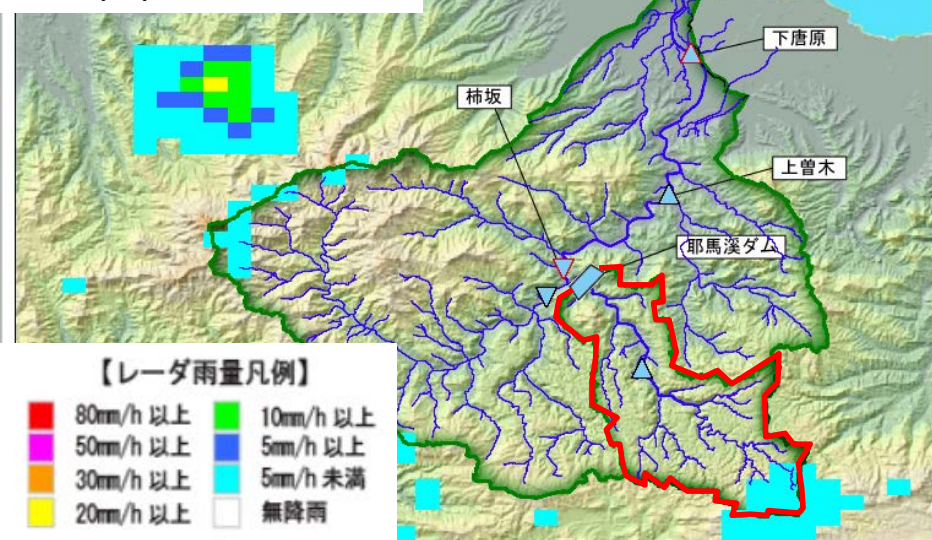 下唐原
柿坂
上曽木
耶馬溪ダム
【レーダ雨量凡例】
80mm/h 以上
10mm/h 以上
50mm/h 以上
5mm/h 以上
30mm/h 以上
5mm/h 未満
20mm/h 以上
無降雨